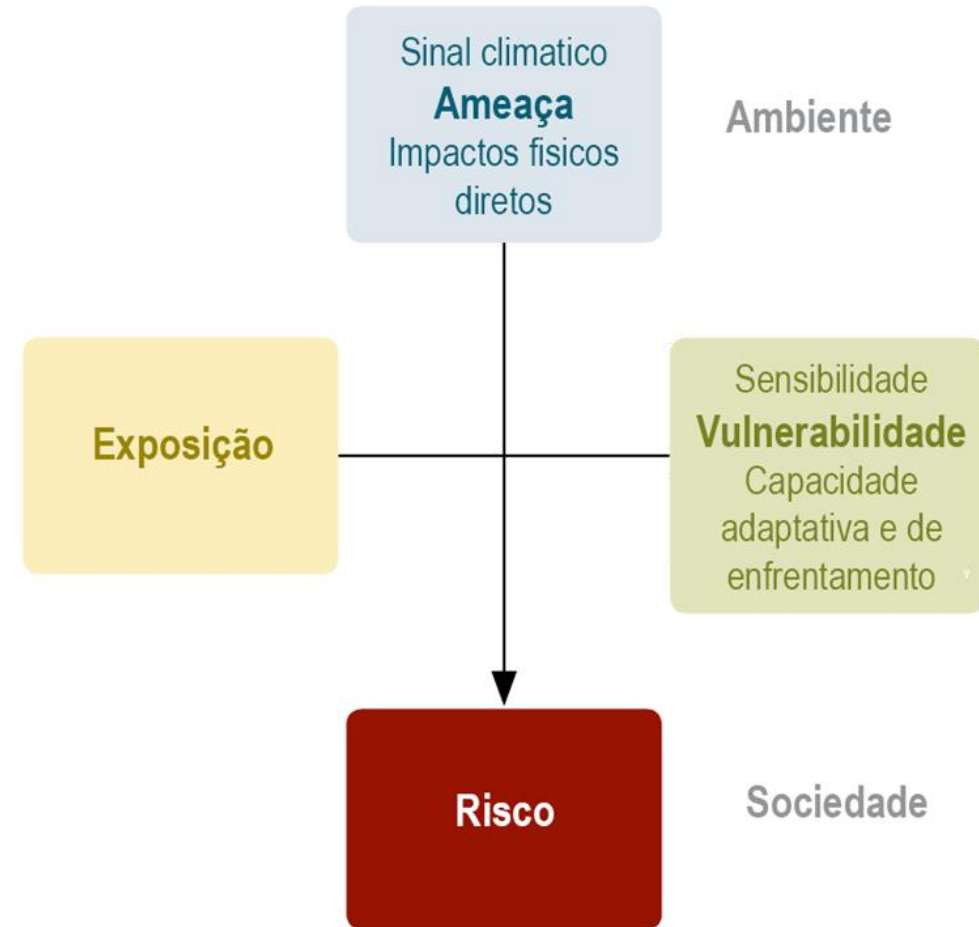 Sinal climatico
Ameaça
Impactos fisicos
diretos
Ambiente
Exposição
Sensibilidade
Vulnerabilidade
Capacidade
adaptativa e de
enfrentamento
Risco
Sociedade